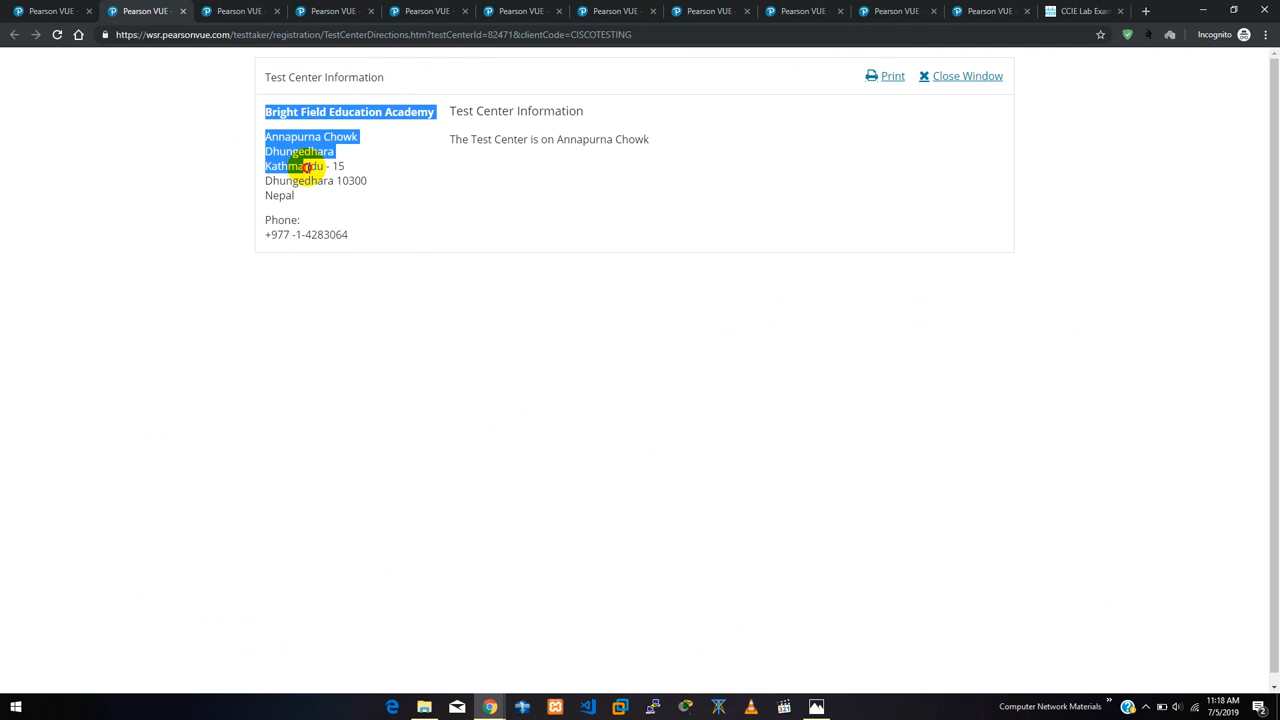 Pearson VUE
Pearson VUE
Pearson VUE
Pearson VUE
Pearson VUE
Pearson VUE
Pearson VUE
Pearson VUE
Pearson VUE
Pearson VUE
Pearson VUE
CCIE Lab Exam
https://wsr.pearsonvue.com/testtaker/registration/TestCenterDirections.htm?testCenterId=82471&clientCode=CISCOTESTING
Incognito
Test Center Information
Print
Close Window
Bright Field Education Academy
Annapurna Chowk
Dhungedhara
Kathmandu - 15
Dhungedhara 10300
Nepal
Phone:
+977 -1-4283064
Test Center Information
The Test Center is on Annapurna Chowk
Computer Network Materials
11:18 AM
7/5/2019
2